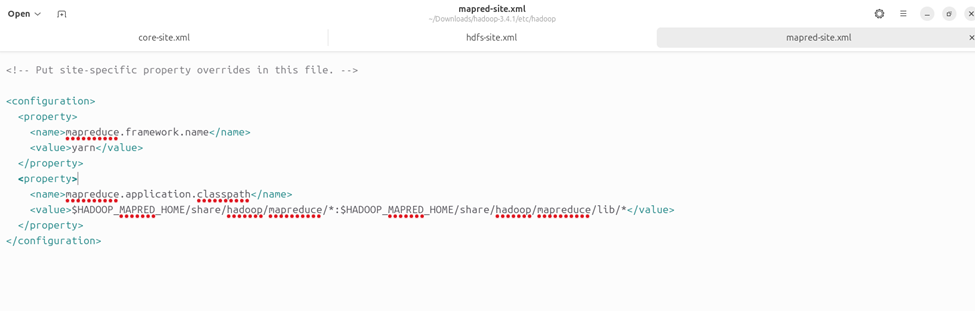 Open
mapred-site.xml
~/Downloads/hadoop-3.4.1/etc/hadoop
core-site.xml
hdfs-site.xml
mapred-site.xml
<!-- Put site-specific property overrides in this file. -->
<configuration>
  <property>
    <name>mapreduce.framework.name</name>
    <value>yarn</value>
  </property>
  <property>
    <name>mapreduce.application.classpath</name>
    <value>$HADOOP_MAPRED_HOME/share/hadoop/mapreduce/*:$HADOOP_MAPRED_HOME/share/hadoop/mapreduce/lib/*</value>
  </property>
</configuration>